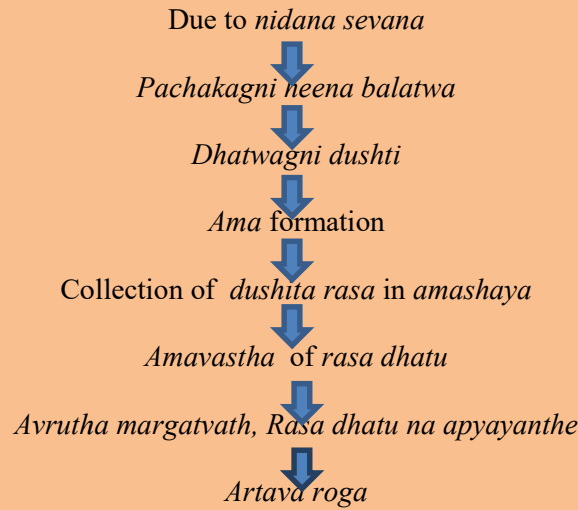 Due to nidana sevana
Pachakagni heena balatwa
Dhatwagni dushti
Ama formation
Collection of dushita rasa in amashaya
Amavastha of rasa dhatu
Avrutha margatvath, Rasa dhatu na apyayanthe
Artava roga